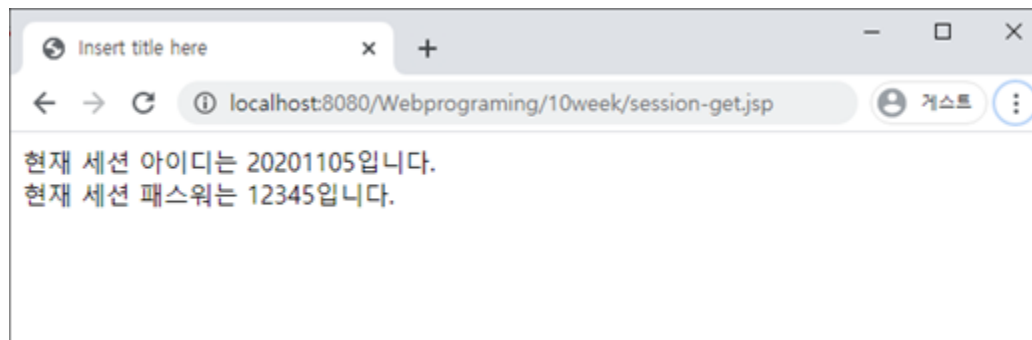 Insert title here
localhost:8080/Webprograming/10week/session-get.jsp
게스트
현재 세션 아이디는 20201105입니다.
현재 세션 패스워는 12345입니다.